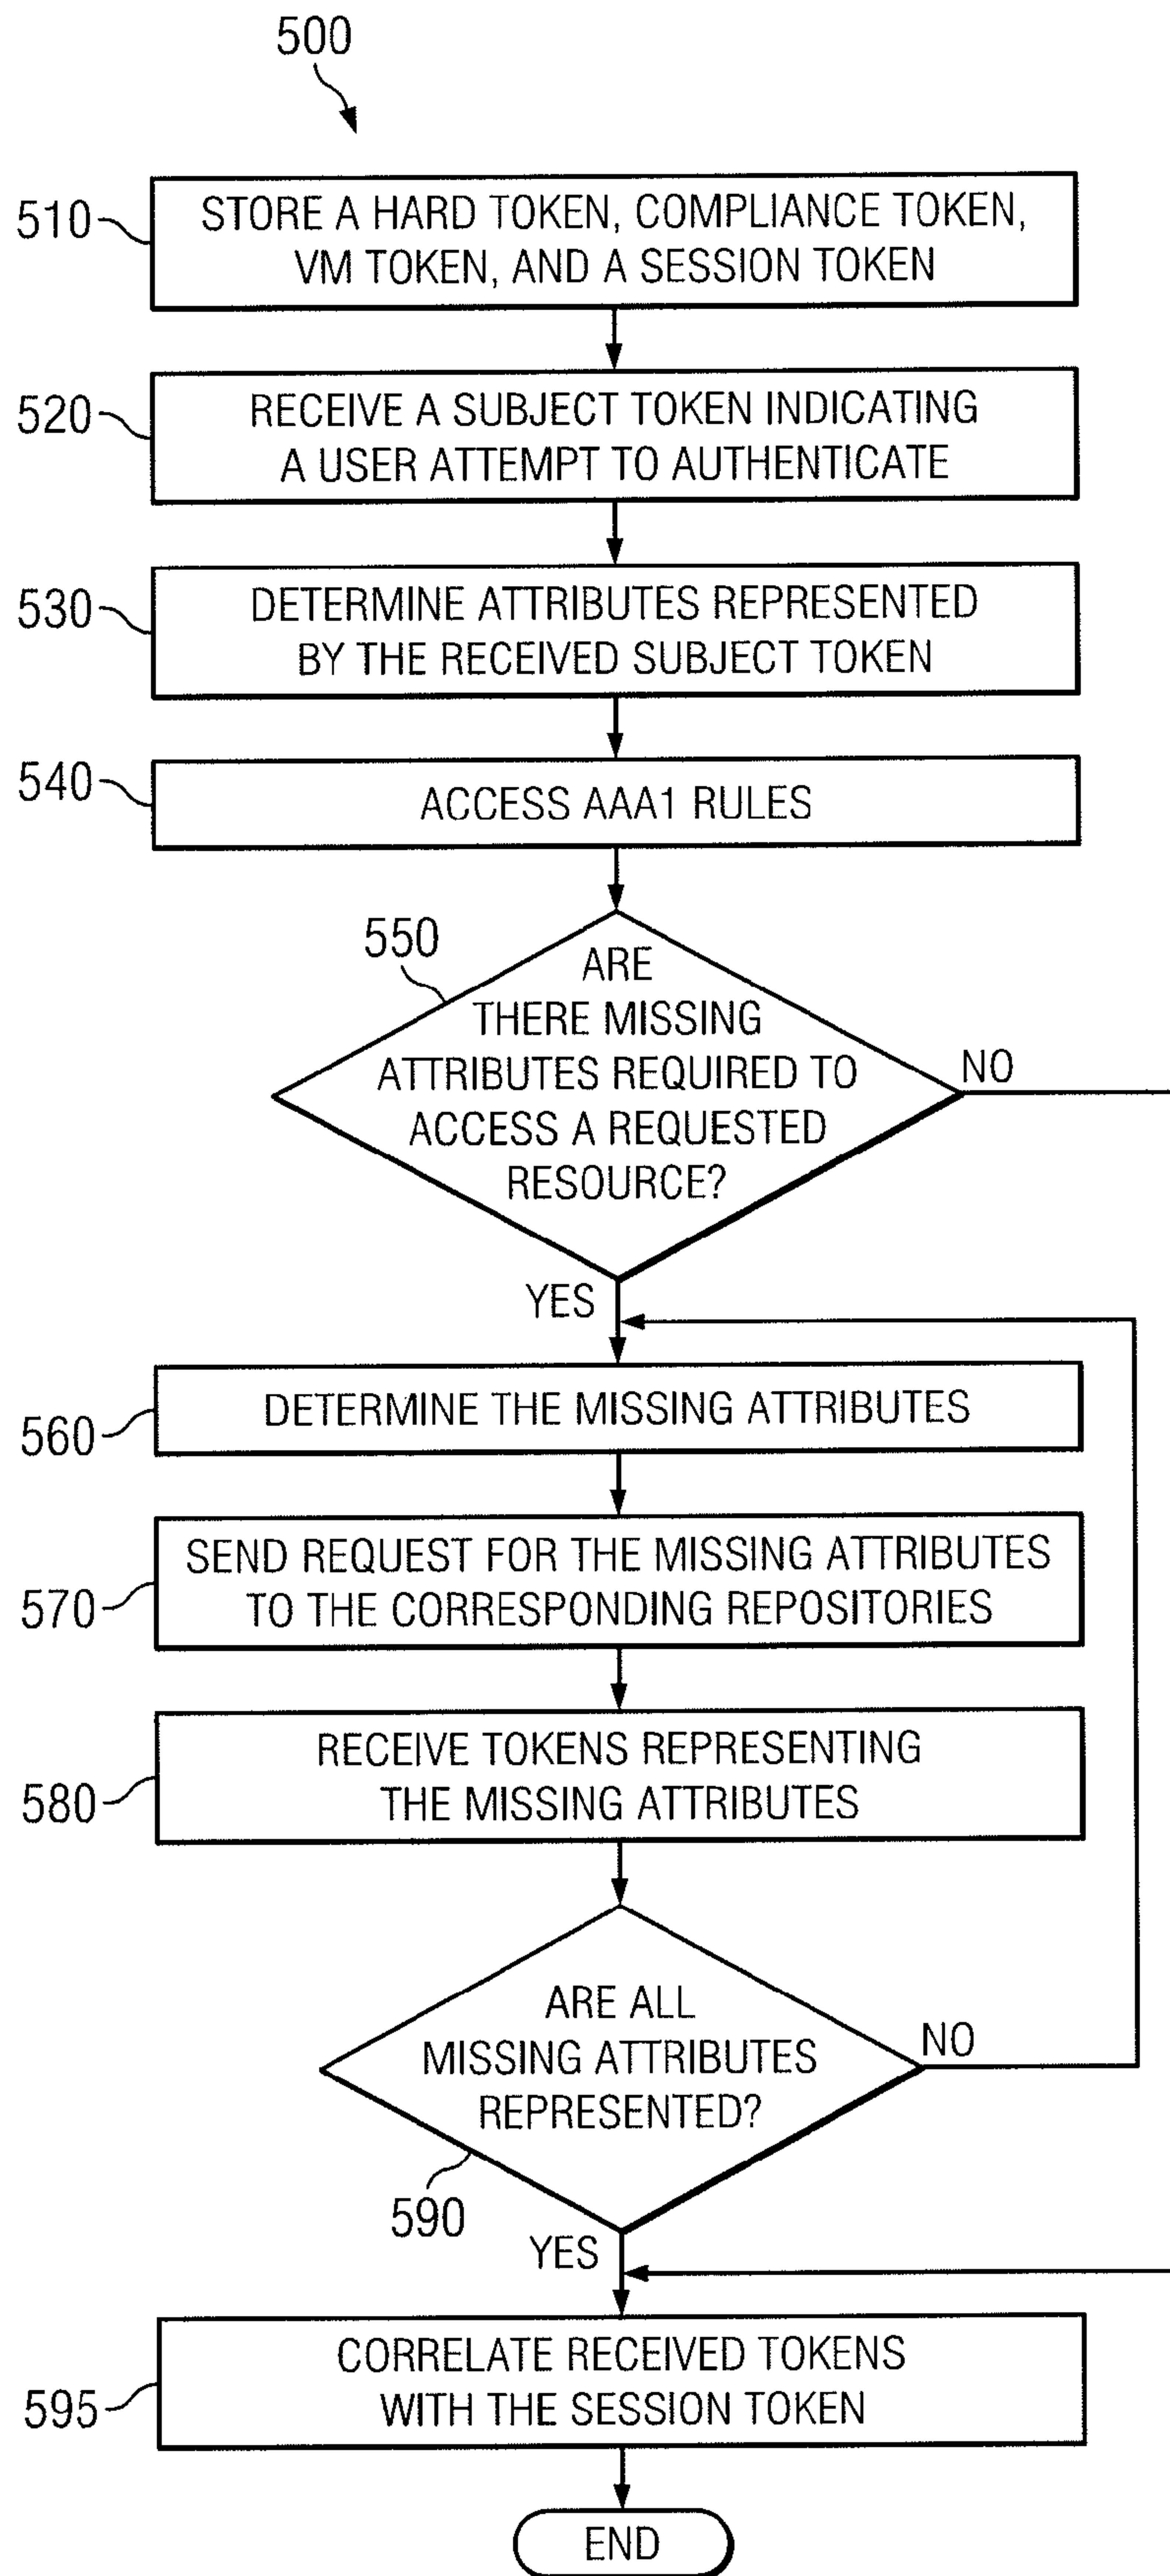 500
510
STORE A HARD TOKEN, COMPLIANCE TOKEN,
VM TOKEN, AND A SESSION TOKEN
520
RECEIVE A SUBJECT TOKEN INDICATING
A USER ATTEMPT TO AUTHENTICATE
530
DETERMINE ATTRIBUTES REPRESENTED
BY THE RECEIVED SUBJECT TOKEN
540
ACCESS AAA1 RULES
550
ARE
THERE MISSING
ATTRIBUTES REQUIRED TO
ACCESS A REQUESTED
RESOURCE?
NO
YES
560
DETERMINE THE MISSING ATTRIBUTES
570
SEND REQUEST FOR THE MISSING ATTRIBUTES
TO THE CORRESPONDING REPOSITORIES
580
RECEIVE TOKENS REPRESENTING
THE MISSING ATTRIBUTES
ARE ALL
MISSING ATTRIBUTES
REPRESENTED?
NO
590
YES
595
CORRELATE RECEIVED TOKENS
WITH THE SESSION TOKEN
END